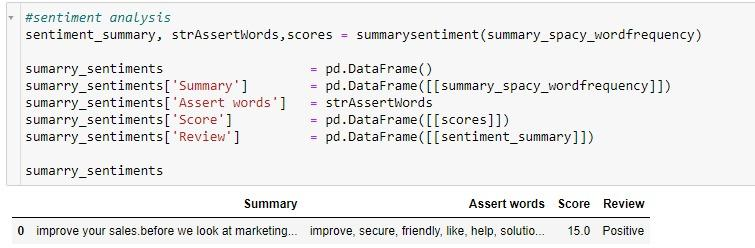 #sentiment analysis
sentiment_summary, strAssertWords,scores = summarysentiment(summary_spacy_wordfrequency)
sumarry_sentiments = pd.DataFrame()
sumarry_sentiments['Summary'] = pd.DataFrame([[summary_spacy_wordfrequency]])
sumarry_sentiments['Assert words'] = strAssertWords
sumarry_sentiments['Score'] = pd.DataFrame([[scores]])
sumarry_sentiments['Review'] = pd.DataFrame([[sentiment_summary]])
sumarry_sentiments
Summary Assert words Score Review
0 improve your sales.before we look at marketing... improve, secure, friendly, like, help, solutio... 15.0 Positive